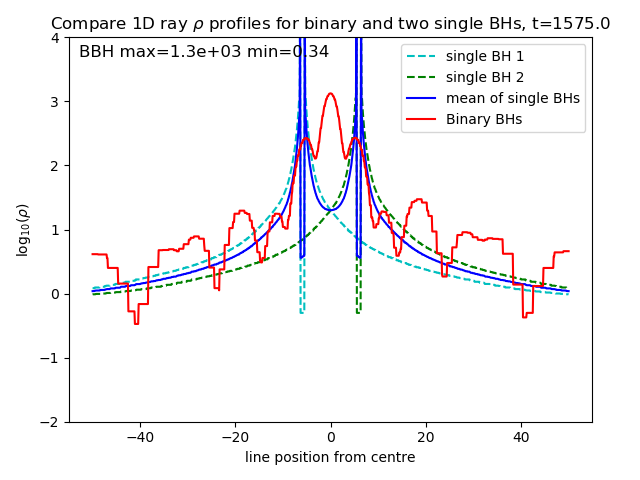 Compare 1D ray ρ profiles for binary and two single BHs, t=1575.0
BBH max=1.3e+03 min=0.34
single BH 1
single BH 2
mean of single BHs
Binary BHs
4
3
2
1
0
−1
−2
log₁₀(ρ)
−40
−20
0
20
40
line position from centre